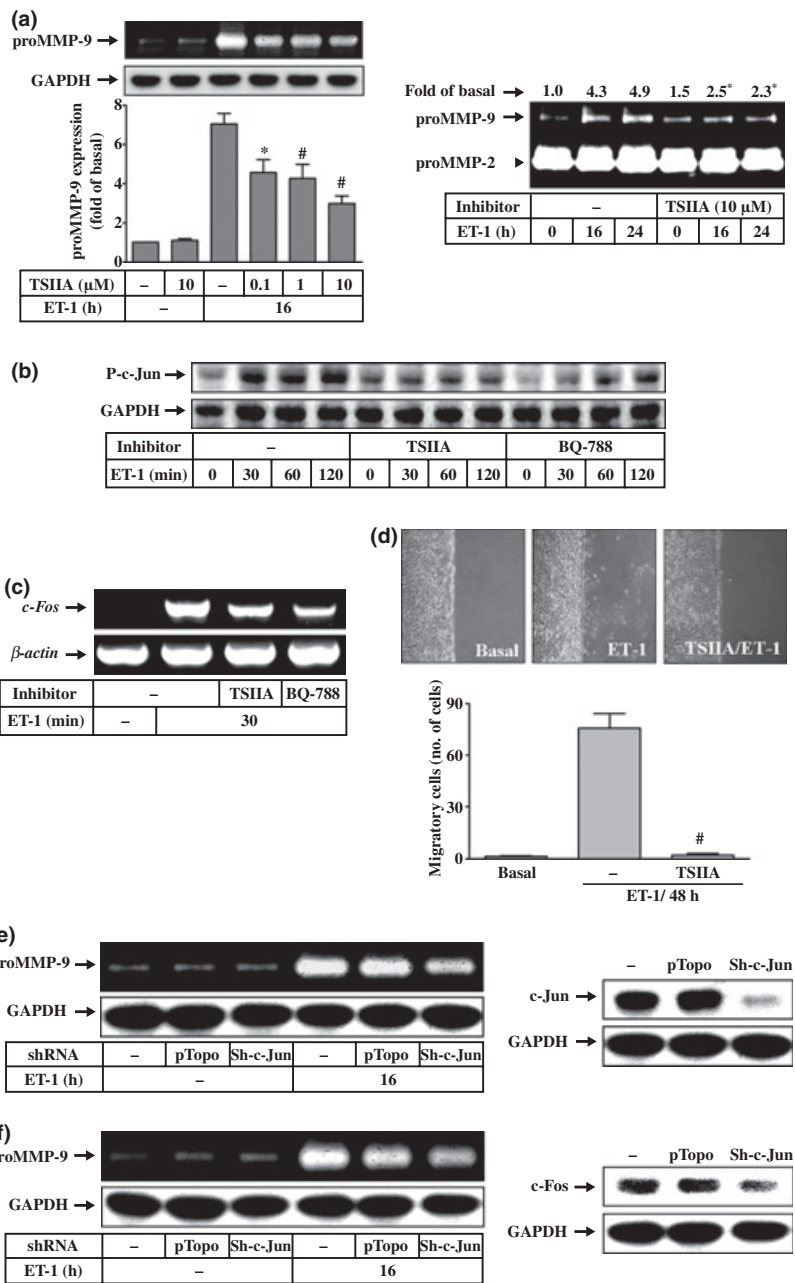 (a)
proMMP-9
GAPDH
proMMP-9 expression
(fold of basal)
8
6
4
2
0
*
#
#
TSIIA (µM) – 10 – 0.1 1 10
ET-1 (h) – 16
Fold of basal 1.0 4.3 4.9 1.5 2.5* 2.3*
proMMP-9
proMMP-2
Inhibitor – TSIIA (10 µM)
ET-1 (h) 0 16 24 0 16 24
(b)
P-c-Jun
GAPDH
Inhibitor – TSIIA BQ-788
ET-1 (min) 0 30 60 120 0 30 60 120 0 30 60 120
(c)
c-Fos
β-actin
Inhibitor – TSIIA BQ-788
ET-1 (min) – 30
(d)
Basal ET-1 TSIIA/ET-1
Migratory cells (no. of cells)
90
60
30
0
#
Basal – TSIIA
ET-1/ 48 h
e)
roMMP-9
GAPDH
shRNA – pTopo Sh-c-Jun – pTopo Sh-c-Jun
ET-1 (h) – 16
– pTopo Sh-c-Jun
c-Jun
GAPDH
f)
roMMP-9
GAPDH
shRNA – pTopo Sh-c-Jun – pTopo Sh-c-Jun
ET-1 (h) – 16
– pTopo Sh-c-Jun
c-Fos
GAPDH